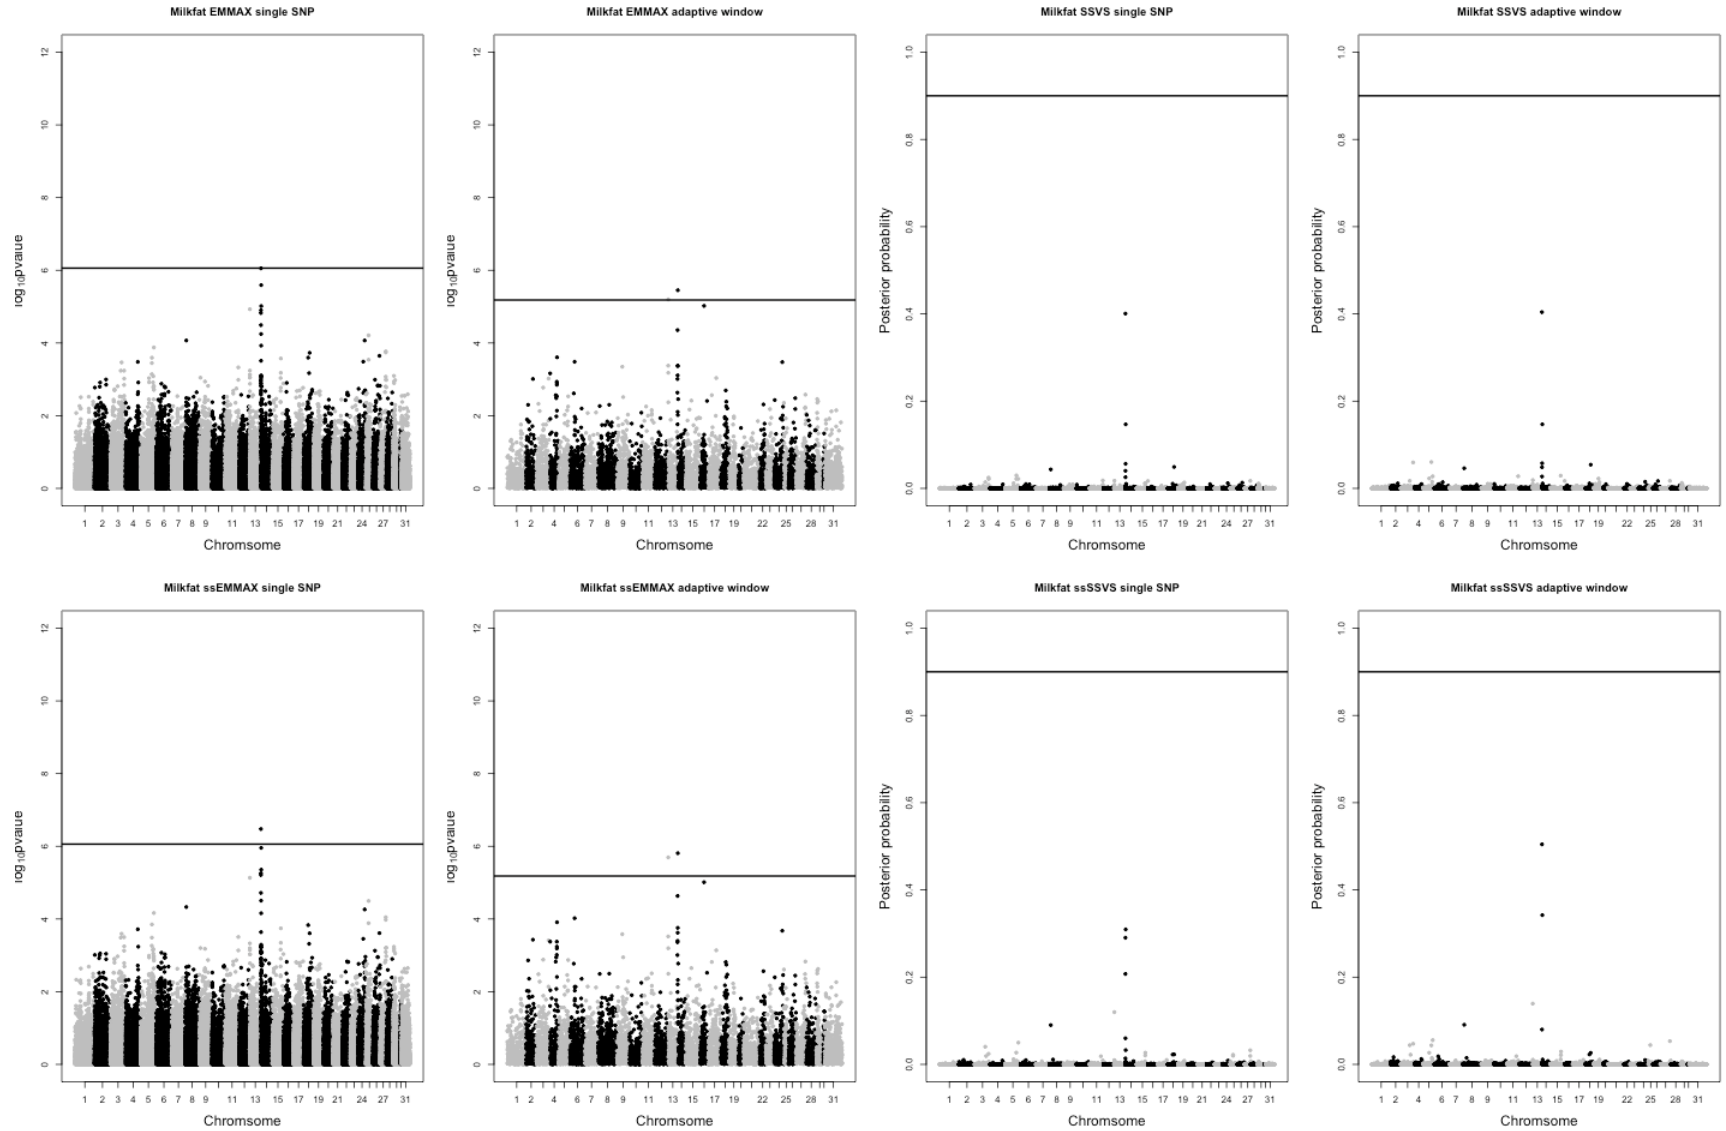 Milkfat EMMAX single SNP
log10pvalue
12
10
8
6
4
2
0
1 2 3 4 5 6 7 8 9 11 13 15 17 19 21 24 27 31
Chromsome
Milkfat EMMAX adaptive window
log10pvalue
12
10
8
6
4
2
0
1 2 4 6 7 8 9 11 13 15 17 19 22 25 28 31
Chromsome
Milkfat SSVS single SNP
Posterior probability
1.0
0.8
0.6
0.4
0.2
0.0
1 2 3 4 5 6 7 9 11 13 15 17 19 21 24 27 31
Chromsome
Milkfat SSVS adaptive window
Posterior probability
1.0
0.8
0.6
0.4
0.2
0.0
1 2 4 6 7 8 9 11 13 15 17 19 22 25 28 31
Chromsome
Milkfat ssEMMAX single SNP
log10pvalue
12
10
8
6
4
2
0
1 2 3 4 5 6 7 8 9 11 13 15 17 19 21 24 27 31
Chromsome
Milkfat ssEMMAX adaptive window
log10pvalue
12
10
8
6
4
2
0
1 2 4 6 7 8 9 11 13 15 17 19 22 25 28 31
Chromsome
Milkfat ssSSVS single SNP
Posterior probability
1.0
0.8
0.6
0.4
0.2
0.0
1 2 3 4 5 6 7 9 11 13 15 17 19 21 24 27 31
Chromsome
Milkfat ssSSVS adaptive window
Posterior probability
1.0
0.8
0.6
0.4
0.2
0.0
1 2 4 6 7 8 9 11 13 15 17 19 22 25 28 31
Chromsome